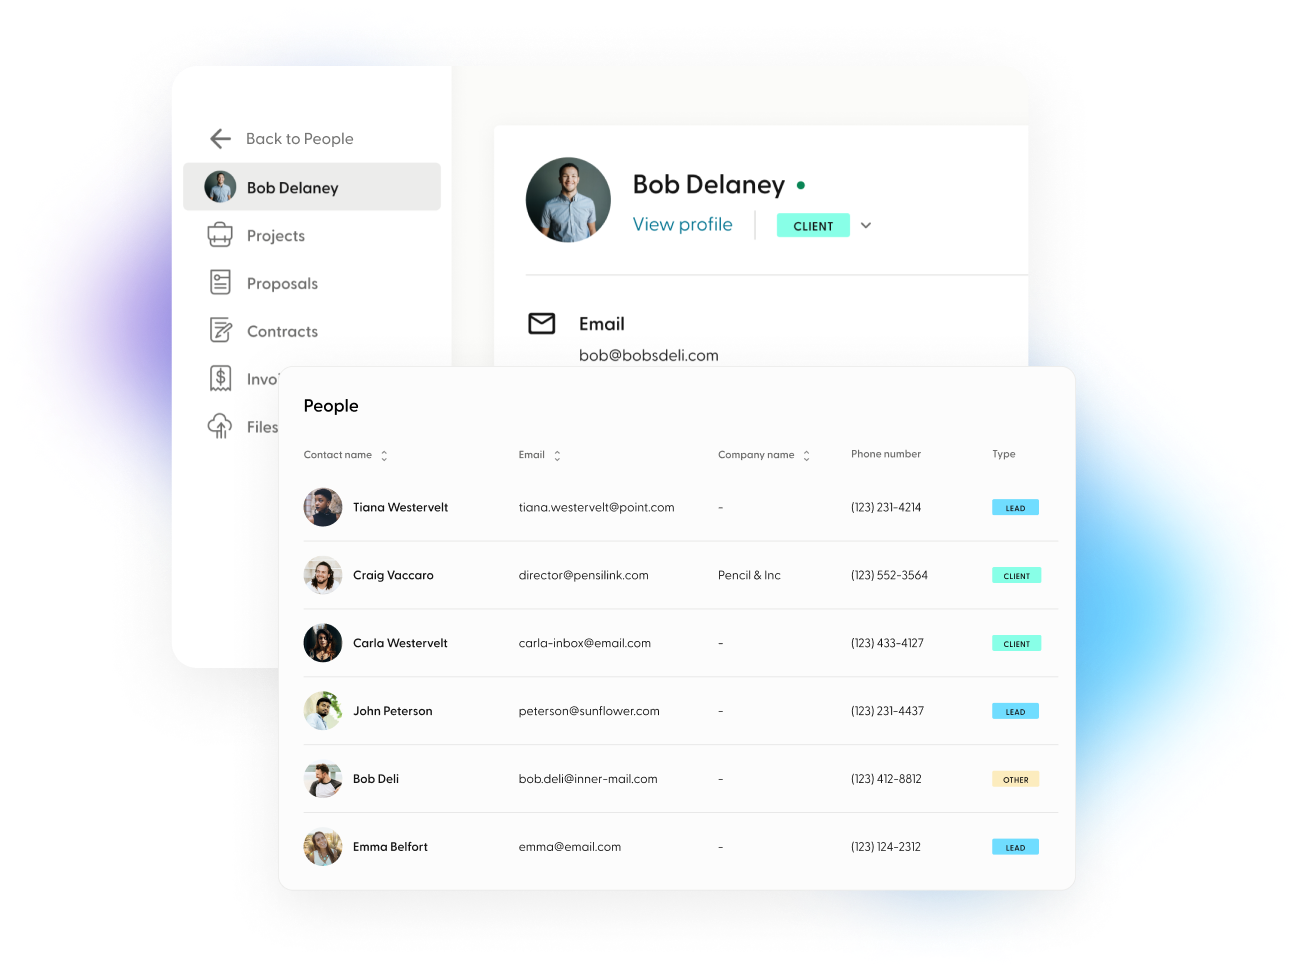 Back to People
Bob Delaney
Projects
Proposals
Contracts
Files
Bob Delaney
View profile
CLIENT
Email
bob@bobsdeli.com
People
Contact name Email Company name Phone number Type
Tiana Westervelt tiana.westervelt@point.com - (123) 231-4214 LEAD
Craig Vaccaro director@pensilink.com Pencil & Inc (123) 552-3564 CLIENT
Carla Westervelt carla-inbox@email.com - (123) 433-4127 CLIENT
John Peterson peterson@sunflower.com - (123) 231-4437 LEAD
Bob Deli bob.deli@inner-mail.com - (123) 412-8812 OTHER
Emma Belfort emma@email.com - (123) 124-2312 LEAD